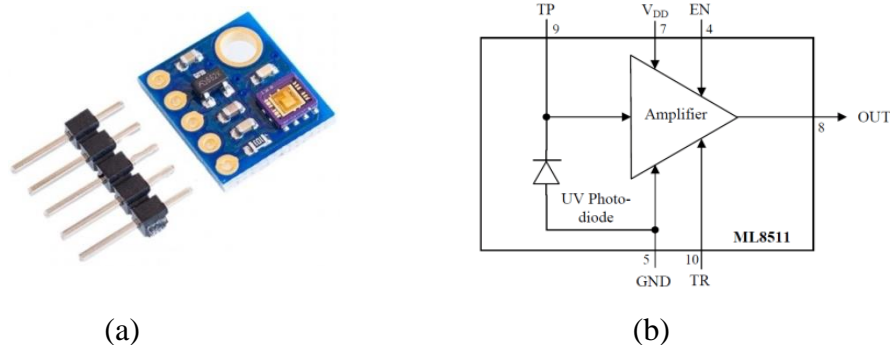 TP V_DD EN
9 7 4
Amplifier
OUT
8
UV Photo-
diode
ML8511
5 10
GND TR
(a) (b)